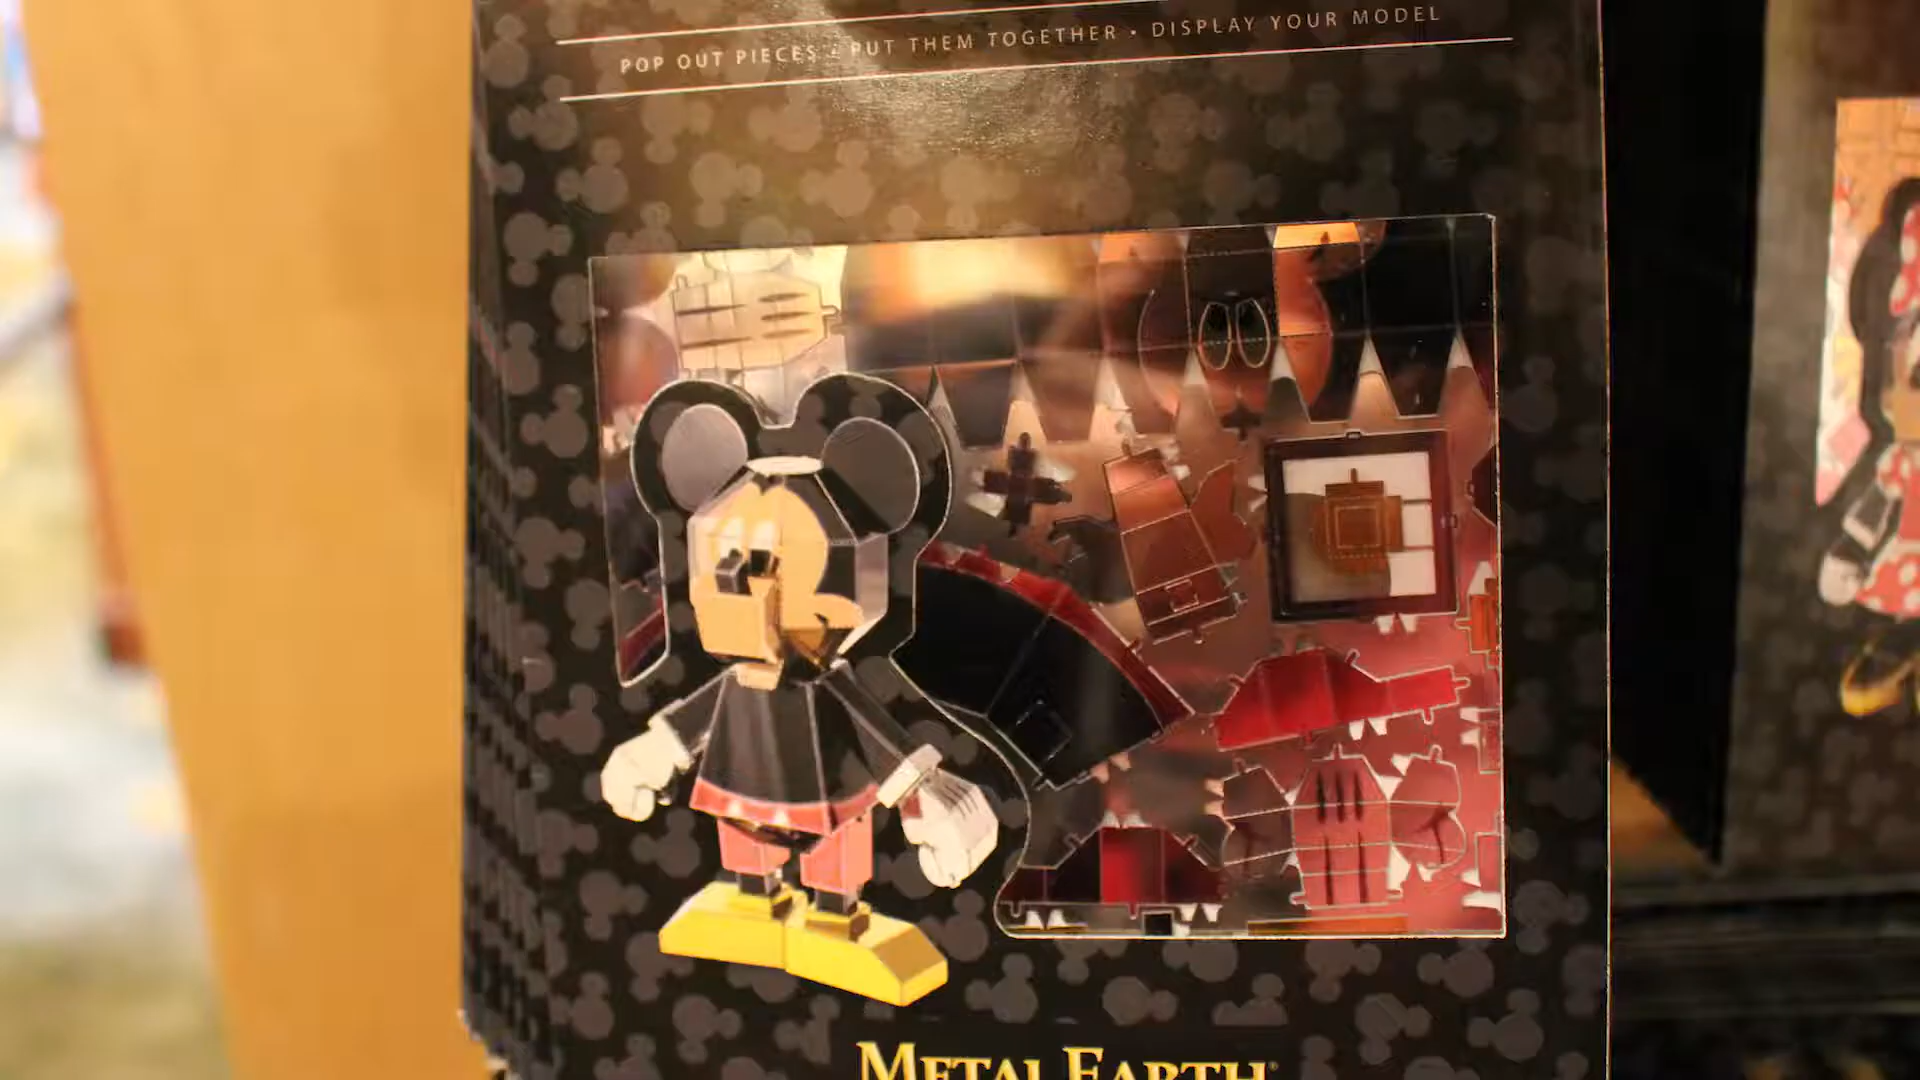 POP OUT PIECES • PUT THEM TOGETHER • DISPLAY YOUR MODEL
METAL EARTH®